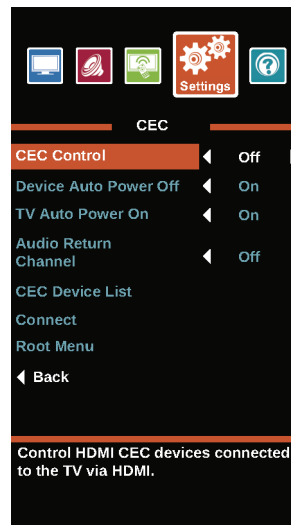 Settings
CEC
CEC Control Off
Device Auto Power Off On
TV Auto Power On On
Audio Return
Channel Off
CEC Device List
Connect
Root Menu
Back
Control HDMI CEC devices connected
to the TV via HDMI.